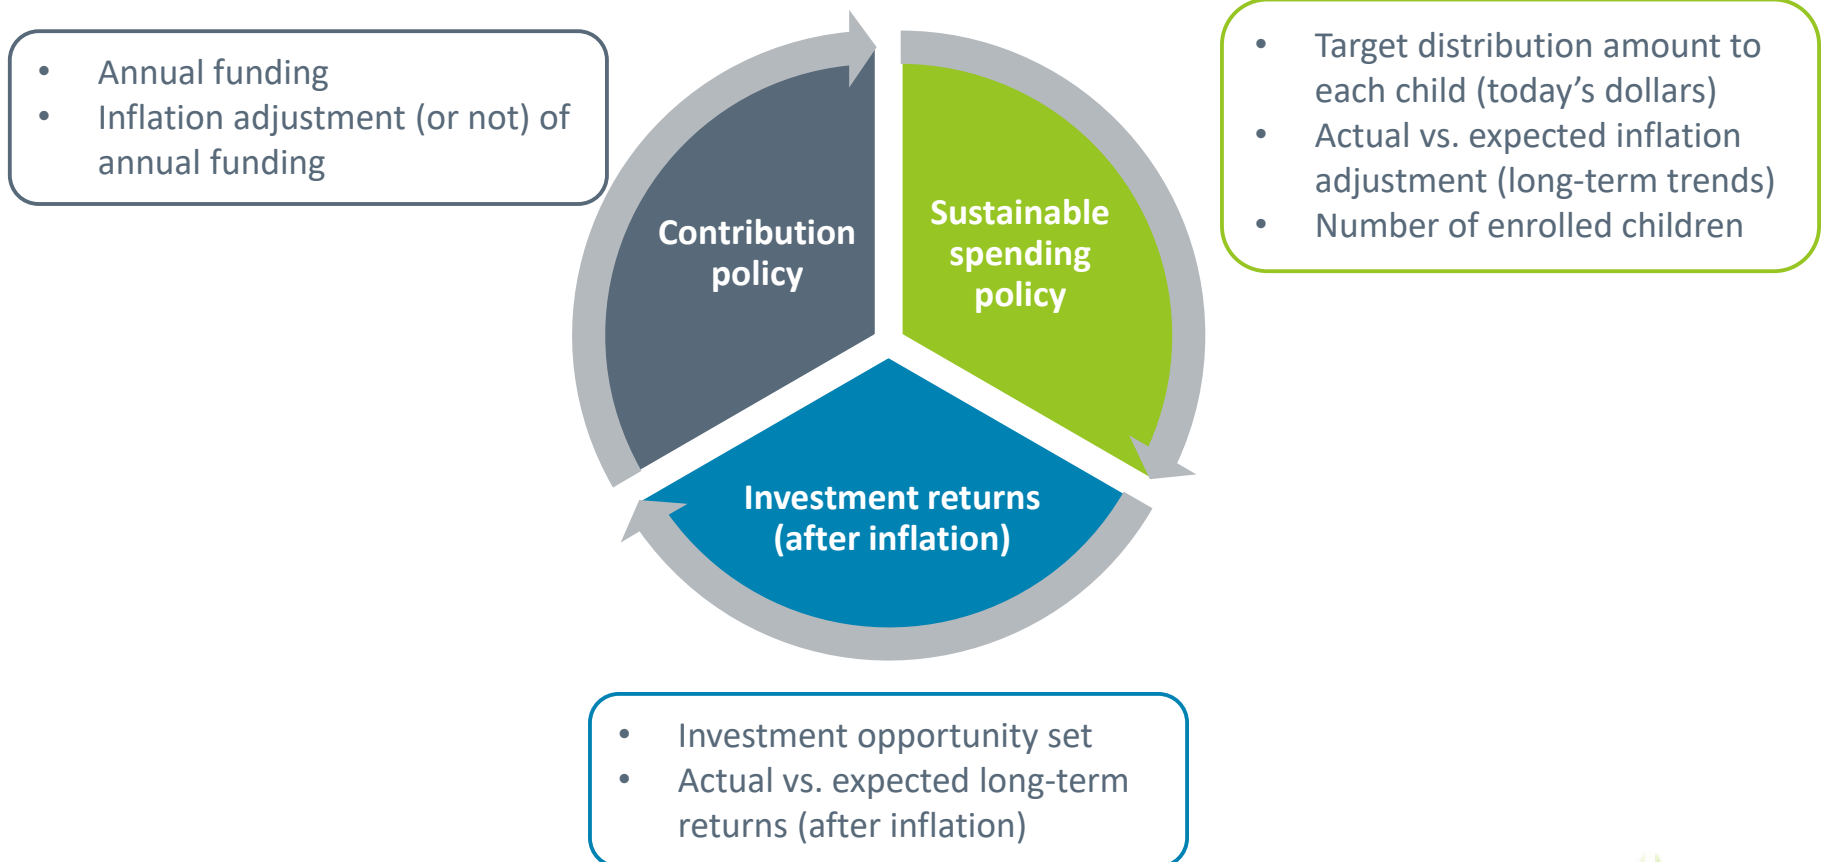 • Annual funding
• Inflation adjustment (or not) of
annual funding
• Target distribution amount to
each child (today’s dollars)
• Actual vs. expected inflation
adjustment (long-term trends)
• Number of enrolled children
Contribution
policy
Sustainable
spending
policy
Investment returns
(after inflation)
• Investment opportunity set
• Actual vs. expected long-term
returns (after inflation)